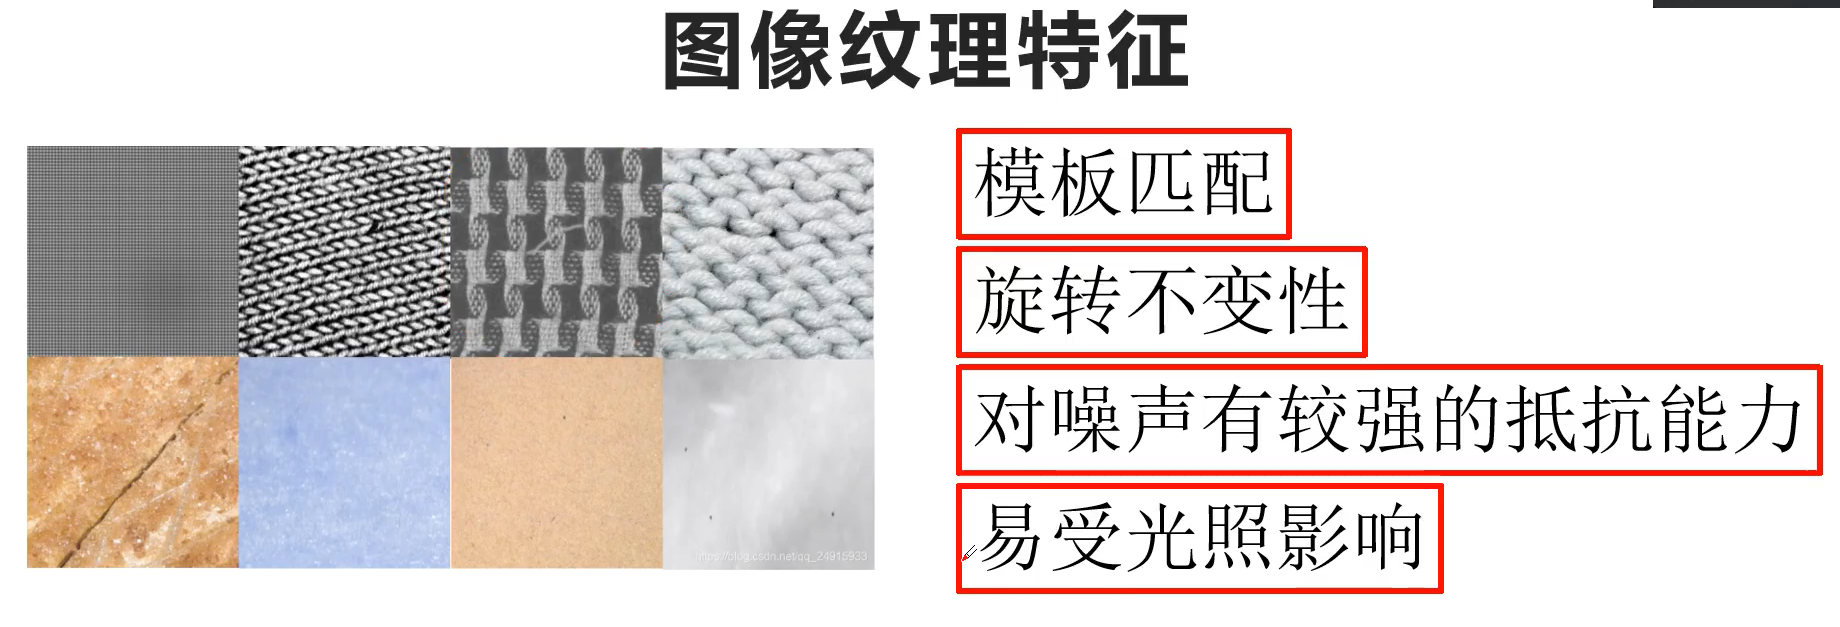 图像纹理特征
模板匹配
旋转不变性
对噪声有较强的抵抗能力
易受光照影响
https://blog.csdn.net/qq_24915933